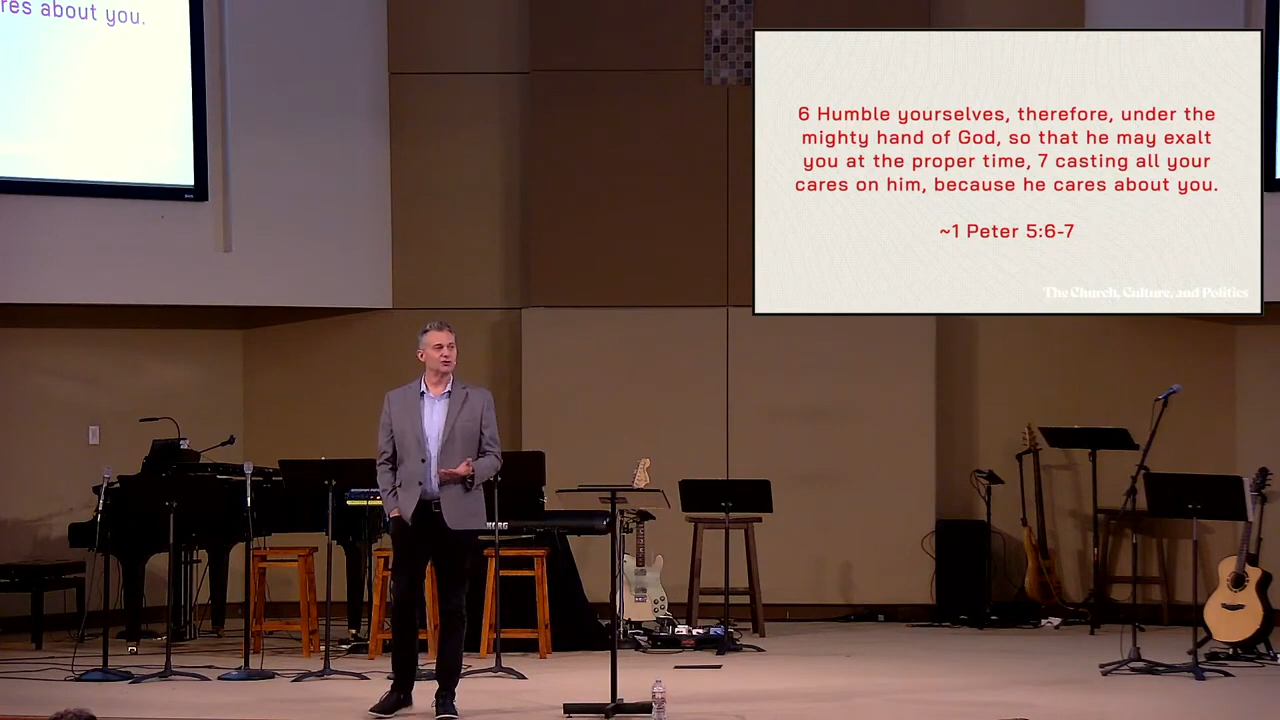 res about you.
6 Humble yourselves, therefore, under the
mighty hand of God, so that he may exalt
you at the proper time, 7 casting all your
cares on him, because he cares about you.
~1 Peter 5:6-7
The Church, Culture, and Politics
KORG